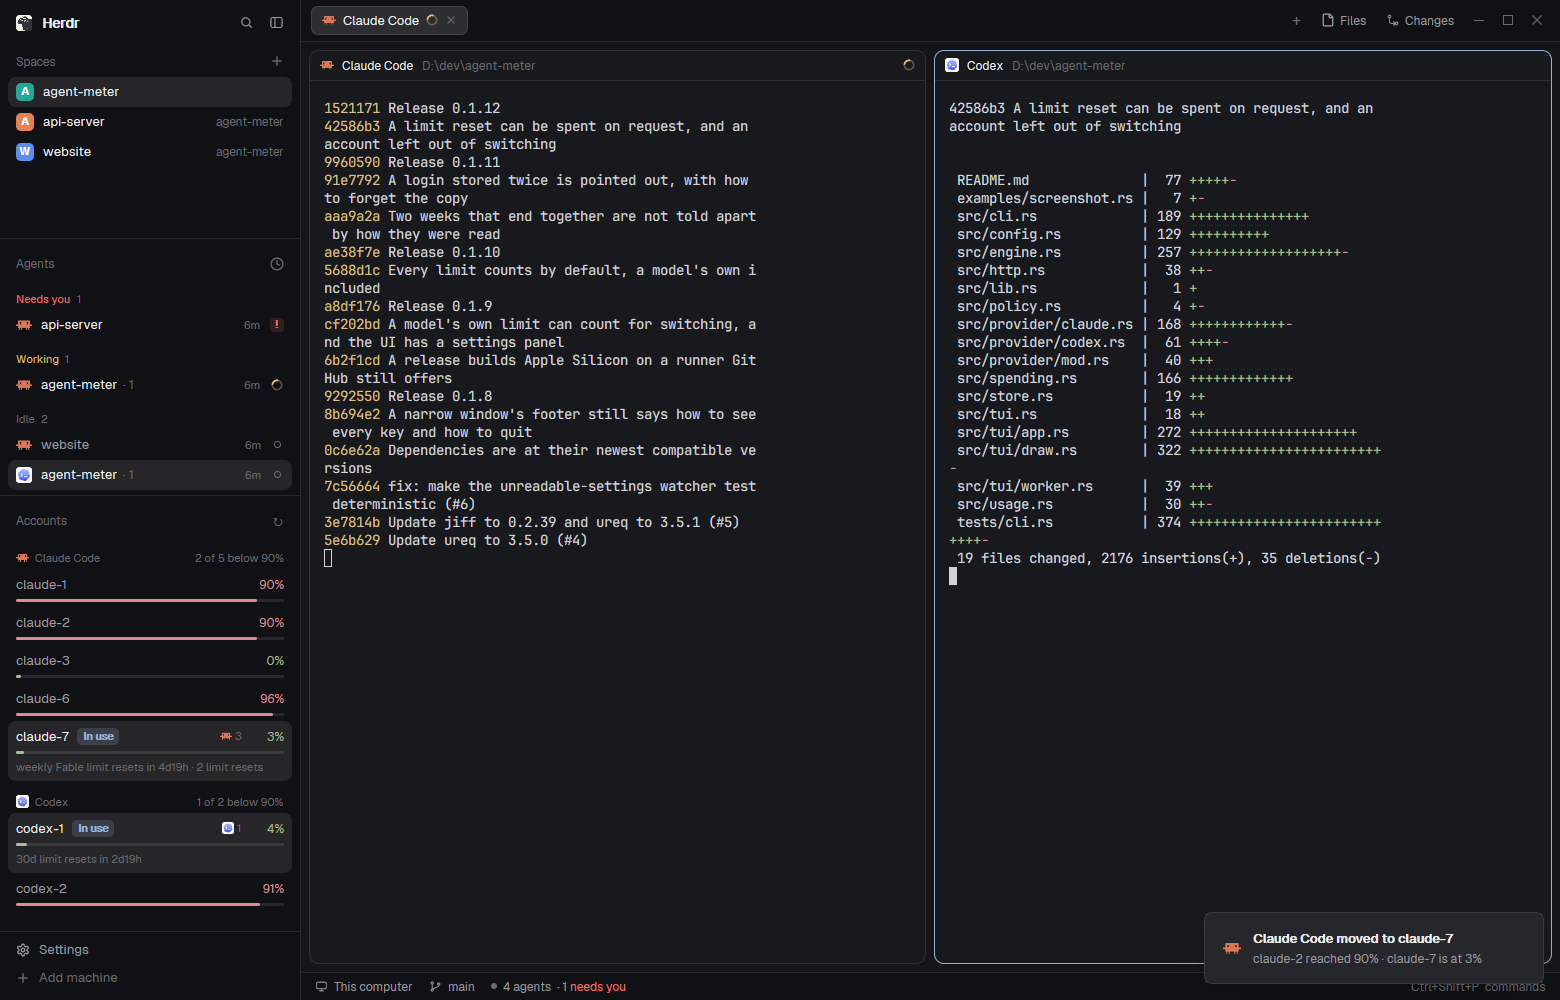 Herdr
Spaces
A agent-meter
A api-server agent-meter
W website agent-meter
Agents
Needs you 1
api-server 6m !
Working 1
agent-meter · 1 6m
Idle 2
website 6m
agent-meter · 1 6m
Accounts
Claude Code 2 of 5 below 90%
claude-1 90%
claude-2 90%
claude-3 0%
claude-6 96%
claude-7 In use 3 3%
weekly Fable limit resets in 4d19h · 2 limit resets
Codex 1 of 2 below 90%
codex-1 In use 1 4%
30d limit resets in 2d19h
codex-2 91%
Settings
+ Add machine
Claude Code
+ Files Changes
Claude Code D:\dev\agent-meter
1521171 Release 0.1.12
42586b3 A limit reset can be spent on request, and an
account left out of switching
9960590 Release 0.1.11
91e7792 A login stored twice is pointed out, with how
to forget the copy
aaa9a2a Two weeks that end together are not told apart
by how they were read
ae38f7e Release 0.1.10
5688d1c Every limit counts by default, a model's own i
ncluded
a8df176 Release 0.1.9
cf202bd A model's own limit can count for switching, a
nd the UI has a settings panel
6b2f1cd A release builds Apple Silicon on a runner Git
Hub still offers
9292550 Release 0.1.8
8b694e2 A narrow window's footer still says how to see
every key and how to quit
0c6e62a Dependencies are at their newest compatible ve
rsions
7c56664 fix: make the unreadable-settings watcher test
deterministic (#6)
3e7814b Update jiff to 0.2.39 and ureq to 3.5.1 (#5)
5e6b629 Update ureq to 3.5.0 (#4)
Codex D:\dev\agent-meter
42586b3 A limit reset can be spent on request, and an
account left out of switching
README.md | 77 +++++-
examples/screenshot.rs | 7 +-
src/cli.rs | 189 +++++++++++++++
src/config.rs | 129 ++++++++++
src/engine.rs | 257 +++++++++++++++++++-
src/http.rs | 38 ++-
src/lib.rs | 1 +
src/policy.rs | 4 +-
src/provider/claude.rs | 168 ++++++++++++-
src/provider/codex.rs | 61 ++++-
src/provider/mod.rs | 40 +++
src/spending.rs | 166 +++++++++++++
src/store.rs | 19 ++
src/tui.rs | 18 ++
src/tui/app.rs | 272 +++++++++++++++++++++
src/tui/draw.rs | 322 ++++++++++++++++++++++++
-
src/tui/worker.rs | 39 +++
src/usage.rs | 30 ++-
tests/cli.rs | 374 ++++++++++++++++++++++++
++++-
19 files changed, 2176 insertions(+), 35 deletions(-)
Claude Code moved to claude-7
claude-2 reached 90% · claude-7 is at 3%
This computer main 4 agents · 1 needs you
Ctrl+Shift+P commands